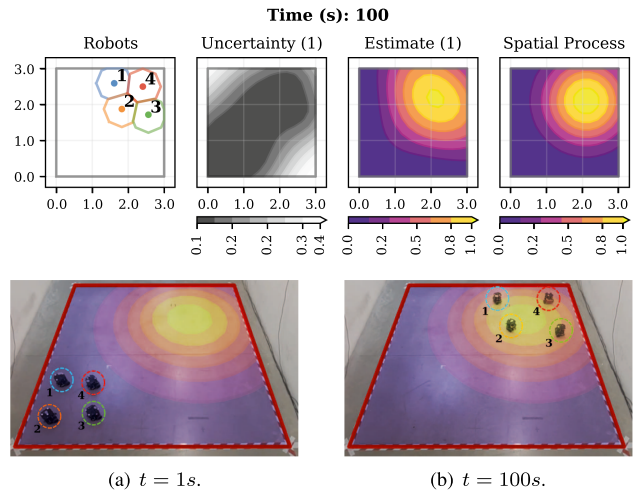 Time (s): 100
Robots
Uncertainty (1)
Estimate (1)
Spatial Process
3.0
2.0
1.0
0.0
1
4
2
3
0.0 1.0 2.0 3.0
0.0 1.0 2.0 3.0
0.0 1.0 2.0 3.0
0.0 1.0 2.0 3.0
0.1 0.2 0.2 0.3 0.4
0.0 0.2 0.5 0.8 1.0
0.0 0.2 0.5 0.8 1.0
1
4
2
3
1
4
2
3
(a) t = 1s.
(b) t = 100s.